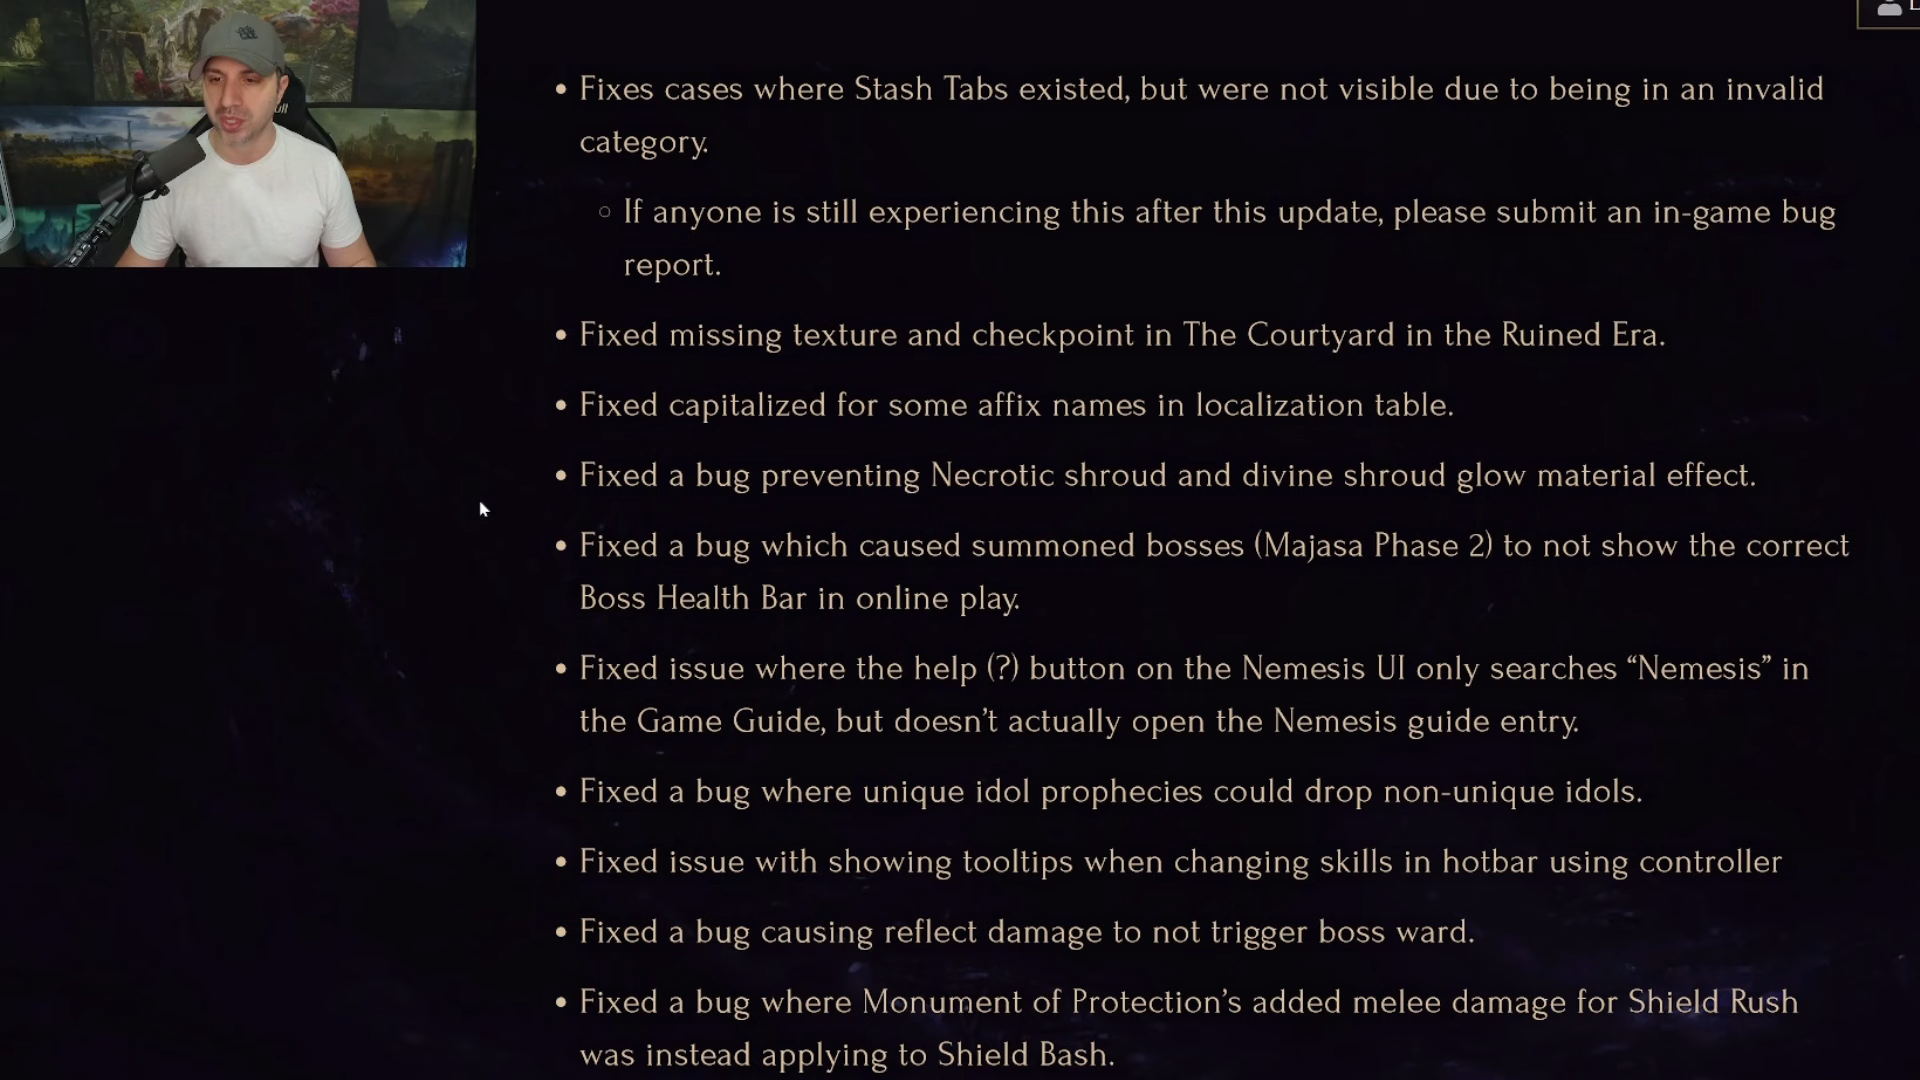 • Fixes cases where Stash Tabs existed, but were not visible due to being in an invalid
category.
○ If anyone is still experiencing this after this update, please submit an in-game bug
report.
• Fixed missing texture and checkpoint in The Courtyard in the Ruined Era.
• Fixed capitalized for some affix names in localization table.
• Fixed a bug preventing Necrotic shroud and divine shroud glow material effect.
• Fixed a bug which caused summoned bosses (Majasa Phase 2) to not show the correct
Boss Health Bar in online play.
• Fixed issue where the help (?) button on the Nemesis UI only searches “Nemesis” in
the Game Guide, but doesn’t actually open the Nemesis guide entry.
• Fixed a bug where unique idol prophecies could drop non-unique idols.
• Fixed issue with showing tooltips when changing skills in hotbar using controller
• Fixed a bug causing reflect damage to not trigger boss ward.
• Fixed a bug where Monument of Protection’s added melee damage for Shield Rush
was instead applying to Shield Bash.